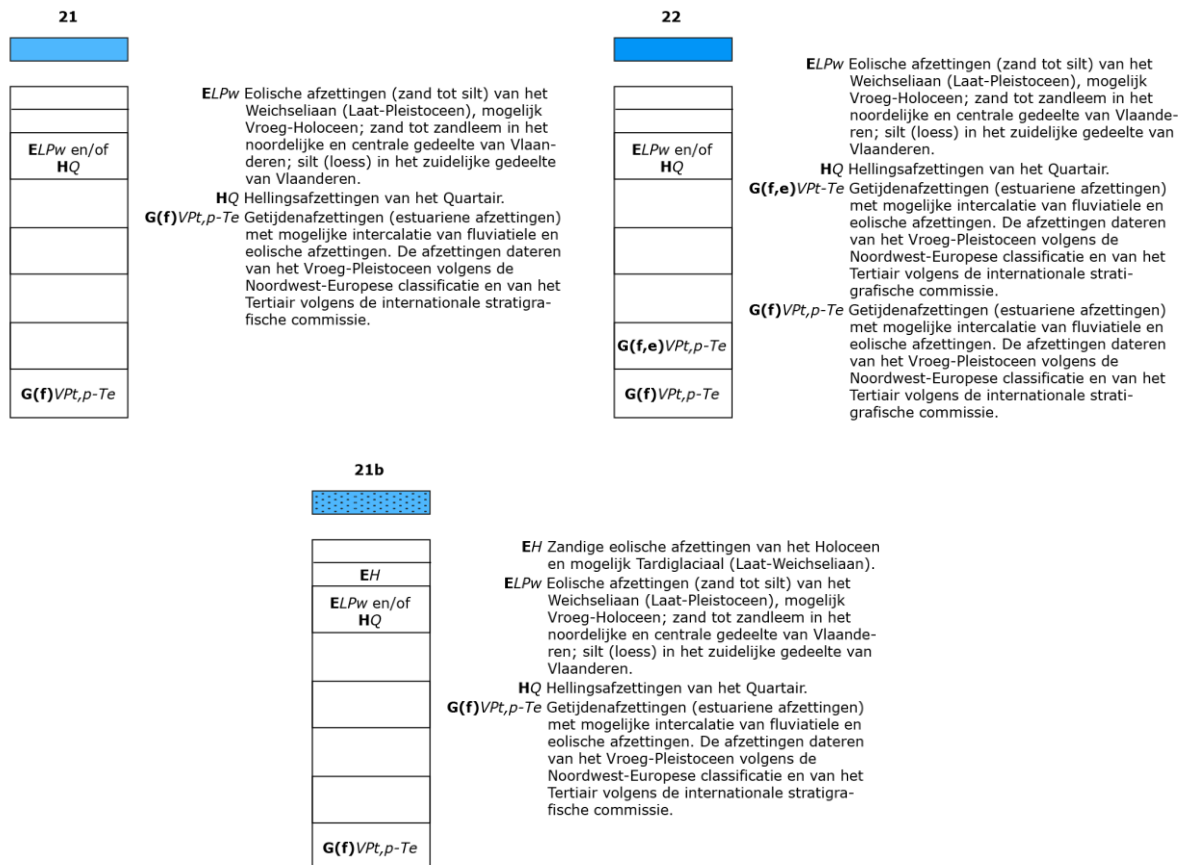 21
ELPw en/of
HQ
G(f)VPt,p-Te
ELPw Eolische afzettingen (zand tot silt) van het
Weichseliaan (Laat-Pleistoceen), mogelijk
Vroeg-Holoceen; zand tot zandleem in het
noordelijke en centrale gedeelte van Vlaan-
deren; silt (loess) in het zuidelijke gedeelte
van Vlaanderen.
HQ Hellingsafzettingen van het Quartair.
G(f)VPt,p-Te Getijdenafzettingen (estuariene afzettingen)
met mogelijke intercalatie van fluviatiele en
eolische afzettingen. De afzettingen dateren
van het Vroeg-Pleistoceen volgens de
Noordwest-Europese classificatie en van het
Tertiair volgens de internationale stratigra-
fische commissie.
22
ELPw en/of
HQ
G(f,e)VPt,p-Te
G(f)VPt,p-Te
ELPw Eolische afzettingen (zand tot silt) van het
Weichseliaan (Laat-Pleistoceen), mogelijk
Vroeg-Holoceen; zand tot zandleem in het
noordelijke en centrale gedeelte van Vlaande-
ren; silt (loess) in het zuidelijke gedeelte van
Vlaanderen.
HQ Hellingsafzettingen van het Quartair.
G(f,e)VPt-Te Getijdenafzettingen (estuariene afzettingen)
met mogelijke intercalatie van fluviatiele en
eolische afzettingen. De afzettingen dateren
van het Vroeg-Pleistoceen volgens de
Noordwest-Europese classificatie en van het
Tertiair volgens de internationale strati-
grafische commissie.
G(f)VPt,p-Te Getijdenafzettingen (estuariene afzettingen)
met mogelijke intercalatie van fluviatiele en
eolische afzettingen. De afzettingen dateren
van het Vroeg-Pleistoceen volgens de
Noordwest-Europese classificatie en van het
Tertiair volgens de internationale strati-
grafische commissie.
21b
EH
ELPw en/of
HQ
G(f)VPt,p-Te
EH Zandige eolische afzettingen van het Holoceen
en mogelijk Tardiglaciaal (Laat-Weichseliaan).
ELPw Eolische afzettingen (zand tot silt) van het
Weichseliaan (Laat-Pleistoceen), mogelijk
Vroeg-Holoceen; zand tot zandleem in het
noordelijke en centrale gedeelte van Vlaande-
ren; silt (loess) in het zuidelijke gedeelte van
Vlaanderen.
HQ Hellingsafzettingen van het Quartair.
G(f)VPt,p-Te Getijdenafzettingen (estuariene afzettingen)
met mogelijke intercalatie van fluviatiele en
eolische afzettingen. De afzettingen dateren
van het Vroeg-Pleistoceen volgens de
Noordwest-Europese classificatie en van het
Tertiair volgens de internationale stratigra-
fische commissie.